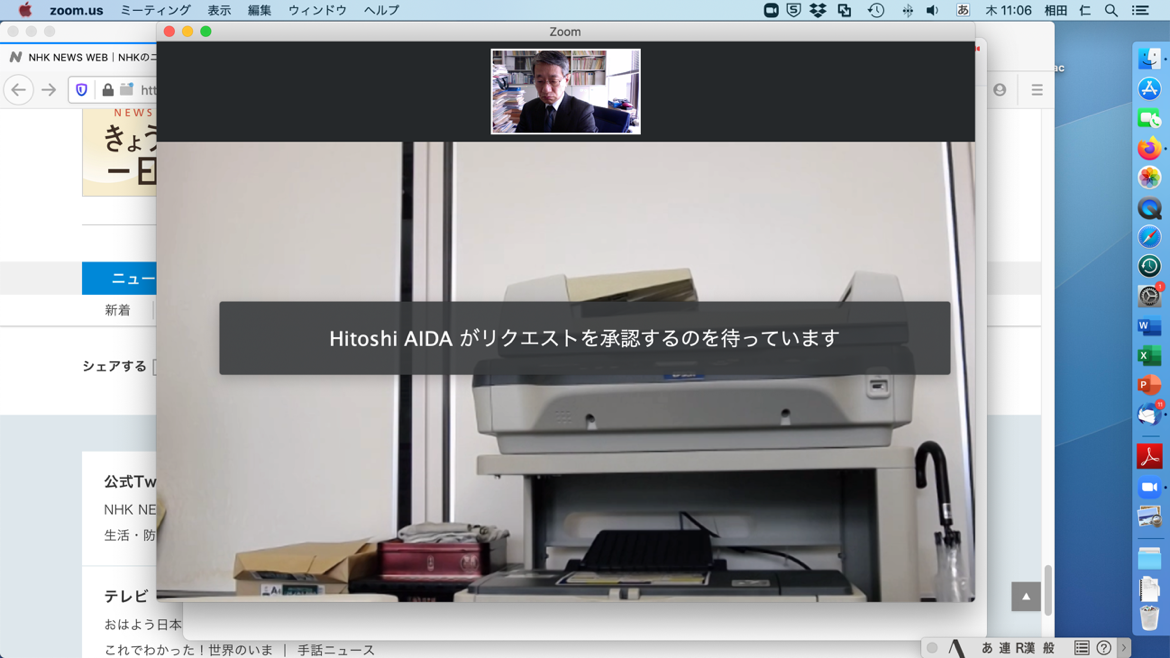 zoom.us ミーティング 表示 編集 ウィンドウ ヘルプ
あ 木 11:06 相田 仁
Zoom
NHK NEWS WEB｜NHKのニ
htt
ac
NEWS
きょう
一日
Hitoshi AIDA がリクエストを承認するのを待っています
ニュー
新着
シェアする
公式Tw
NHK NE
生活・防
テレビ
おはよう日本
これでわかった！世界のいま ｜ 手話ニュース
あ 連 R漢 般